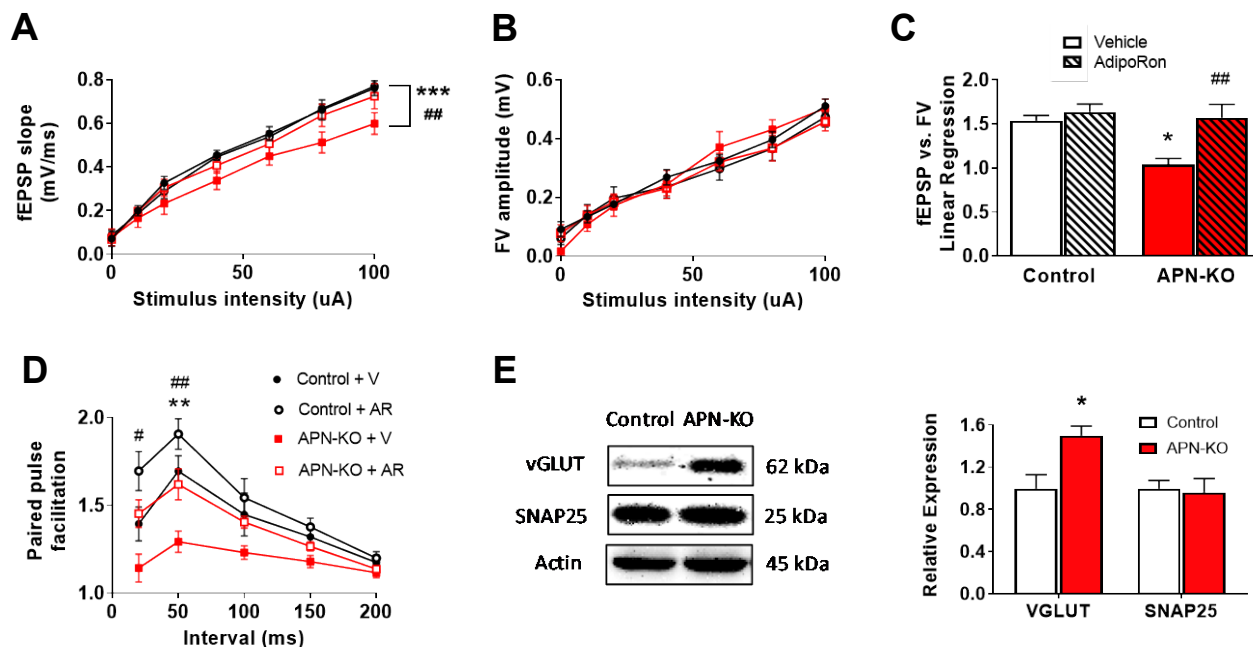 A
fEPSP slope
(mV/ms)
0.8
0.6
0.4
0.2
0.0
0
50
100
Stimulus intensity (uA)
***
##
B
FV amplitude (mV)
0.6
0.4
0.2
0.0
0
50
100
Stimulus intensity (uA)
C
Vehicle
AdipoRon
fEPSP vs. FV
Linear Regression
2.0
1.5
1.0
0.5
0.0
*
##
Control
APN-KO
D
Paired pulse
facilitation
2.0
1.5
1.0
#
##
**
Control + V
Control + AR
APN-KO + V
APN-KO + AR
0
50
100
150
200
Interval (ms)
E
Control APN-KO
vGLUT
62 kDa
SNAP25
25 kDa
Actin
45 kDa
Relative Expression
1.6
1.2
0.8
0.4
0.0
*
Control
APN-KO
VGLUT
SNAP25